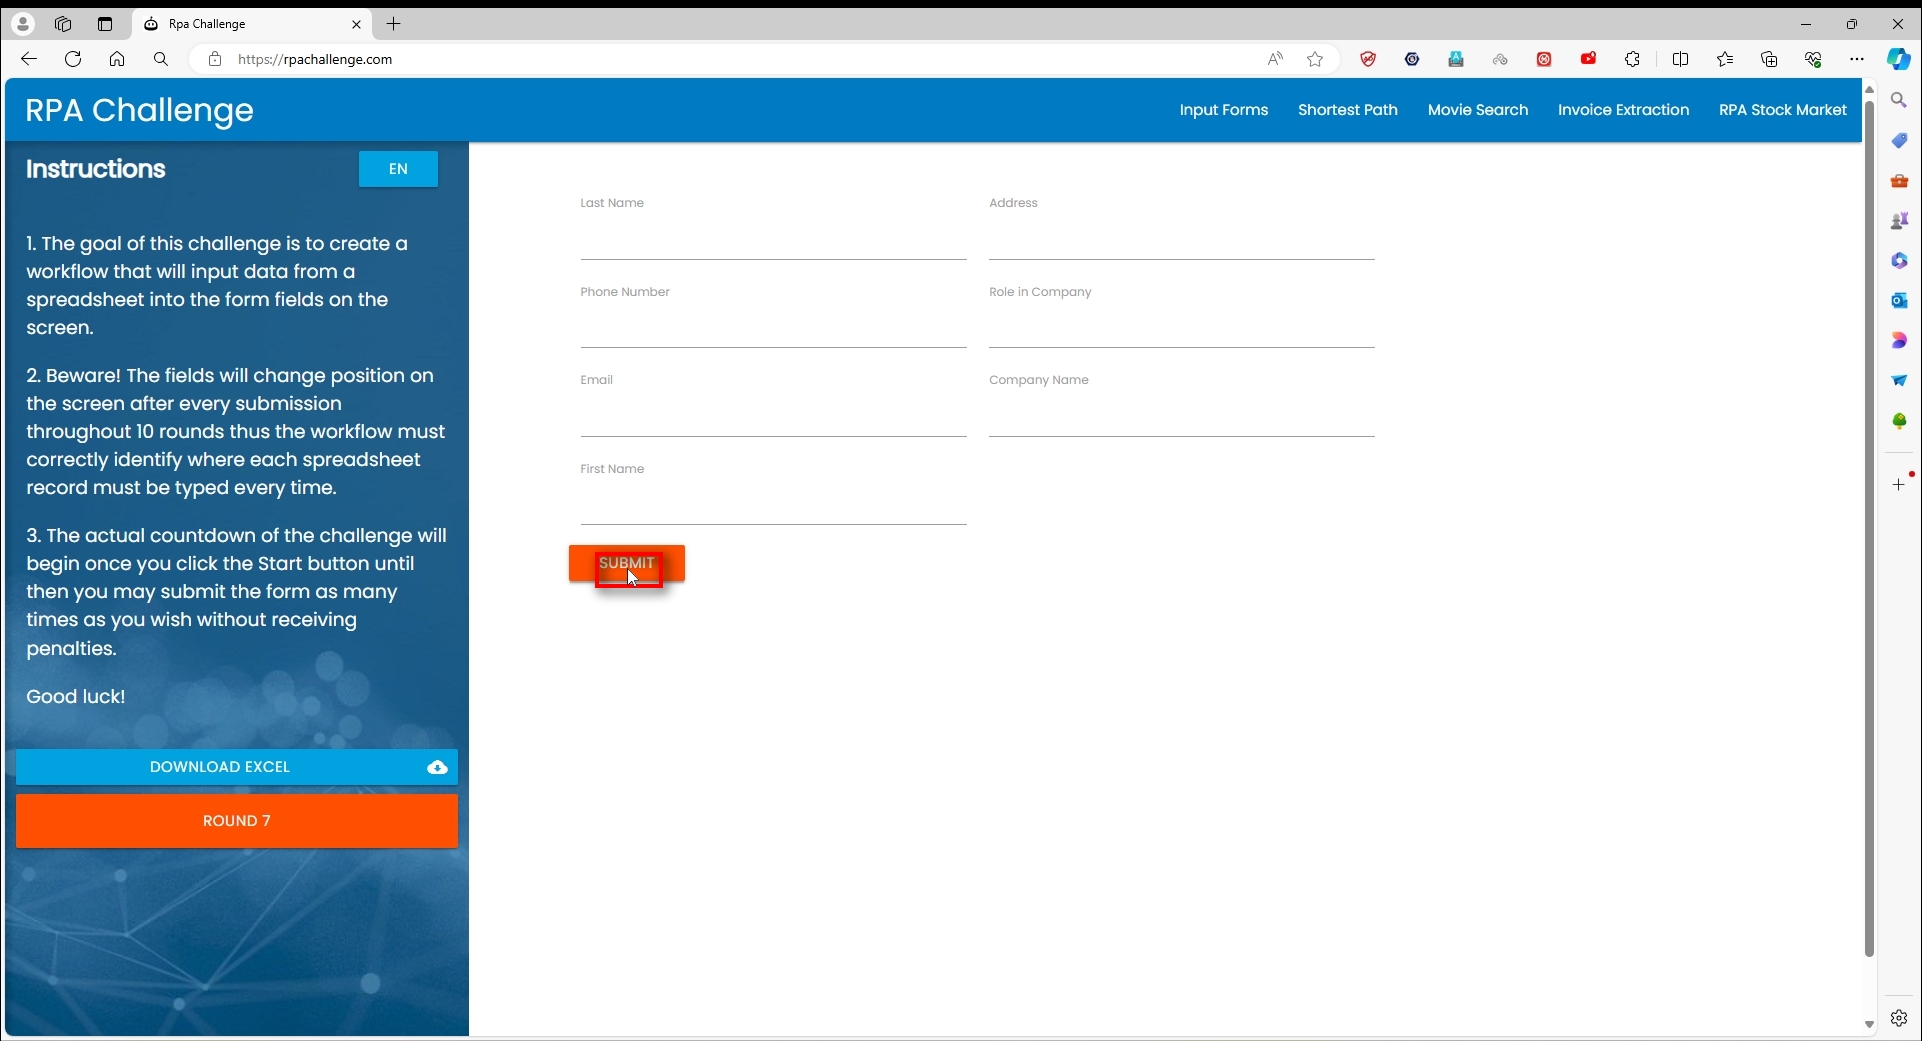 Rpa Challenge
https://rpachallenge.com
RPA Challenge
Input Forms
Shortest Path
Movie Search
Invoice Extraction
RPA Stock Market
Instructions
EN
1. The goal of this challenge is to create a
workflow that will input data from a
spreadsheet into the form fields on the
screen.
2. Beware! The fields will change position on
the screen after every submission
throughout 10 rounds thus the workflow must
correctly identify where each spreadsheet
record must be typed every time.
3. The actual countdown of the challenge will
begin once you click the Start button until
then you may submit the form as many
times as you wish without receiving
penalties.
Good luck!
DOWNLOAD EXCEL
ROUND 7
Last Name
Address
Phone Number
Role in Company
Email
Company Name
First Name
SUBMIT